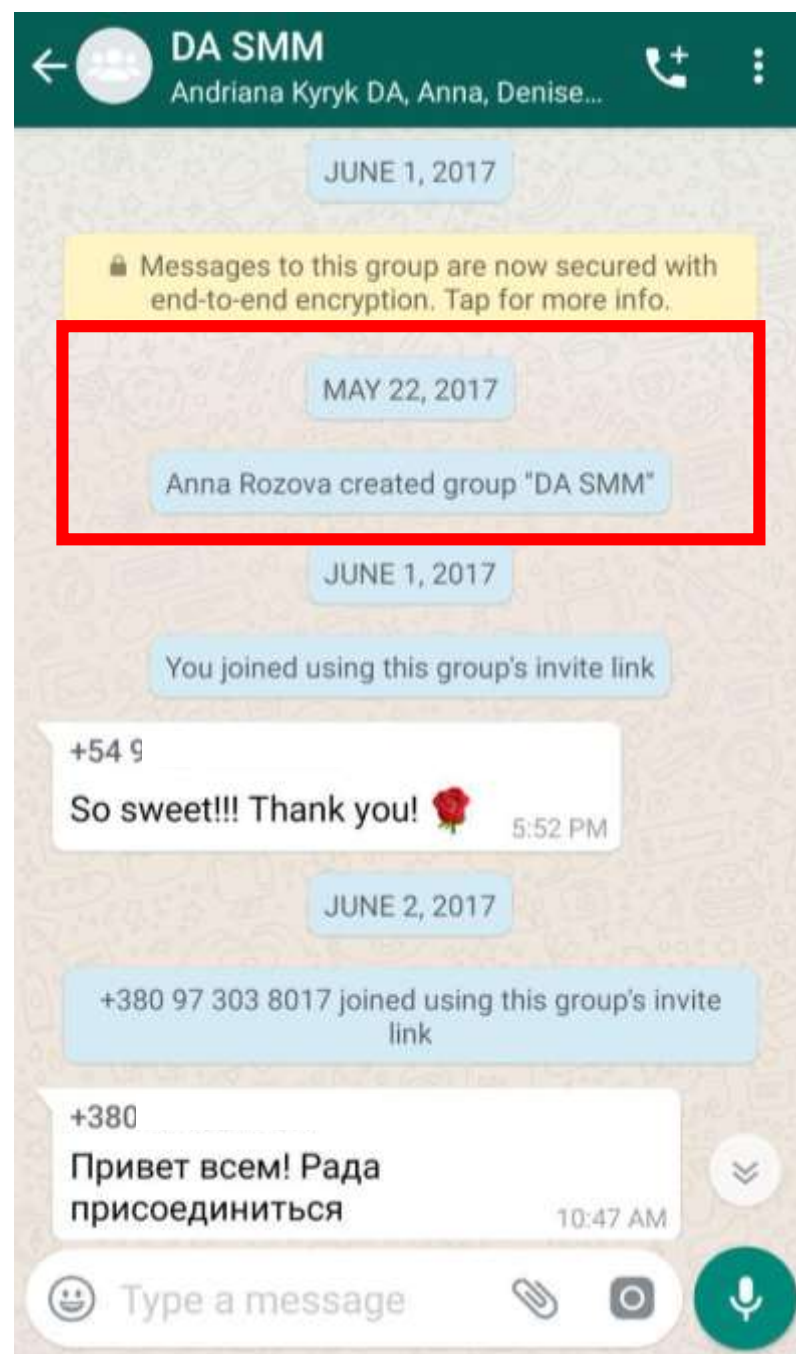 DA SMM
Andriana Kyryk DA, Anna, Denise...
JUNE 1, 2017
Messages to this group are now secured with
end-to-end encryption. Tap for more info.
MAY 22, 2017
Anna Rozova created group "DA SMM"
JUNE 1, 2017
You joined using this group's invite link
+54 9
So sweet!!! Thank you! 🌹
5:52 PM
JUNE 2, 2017
+380 97 303 8017 joined using this group's invite
link
+380
Привет всем! Рада
присоединиться
10:47 AM
Type a message